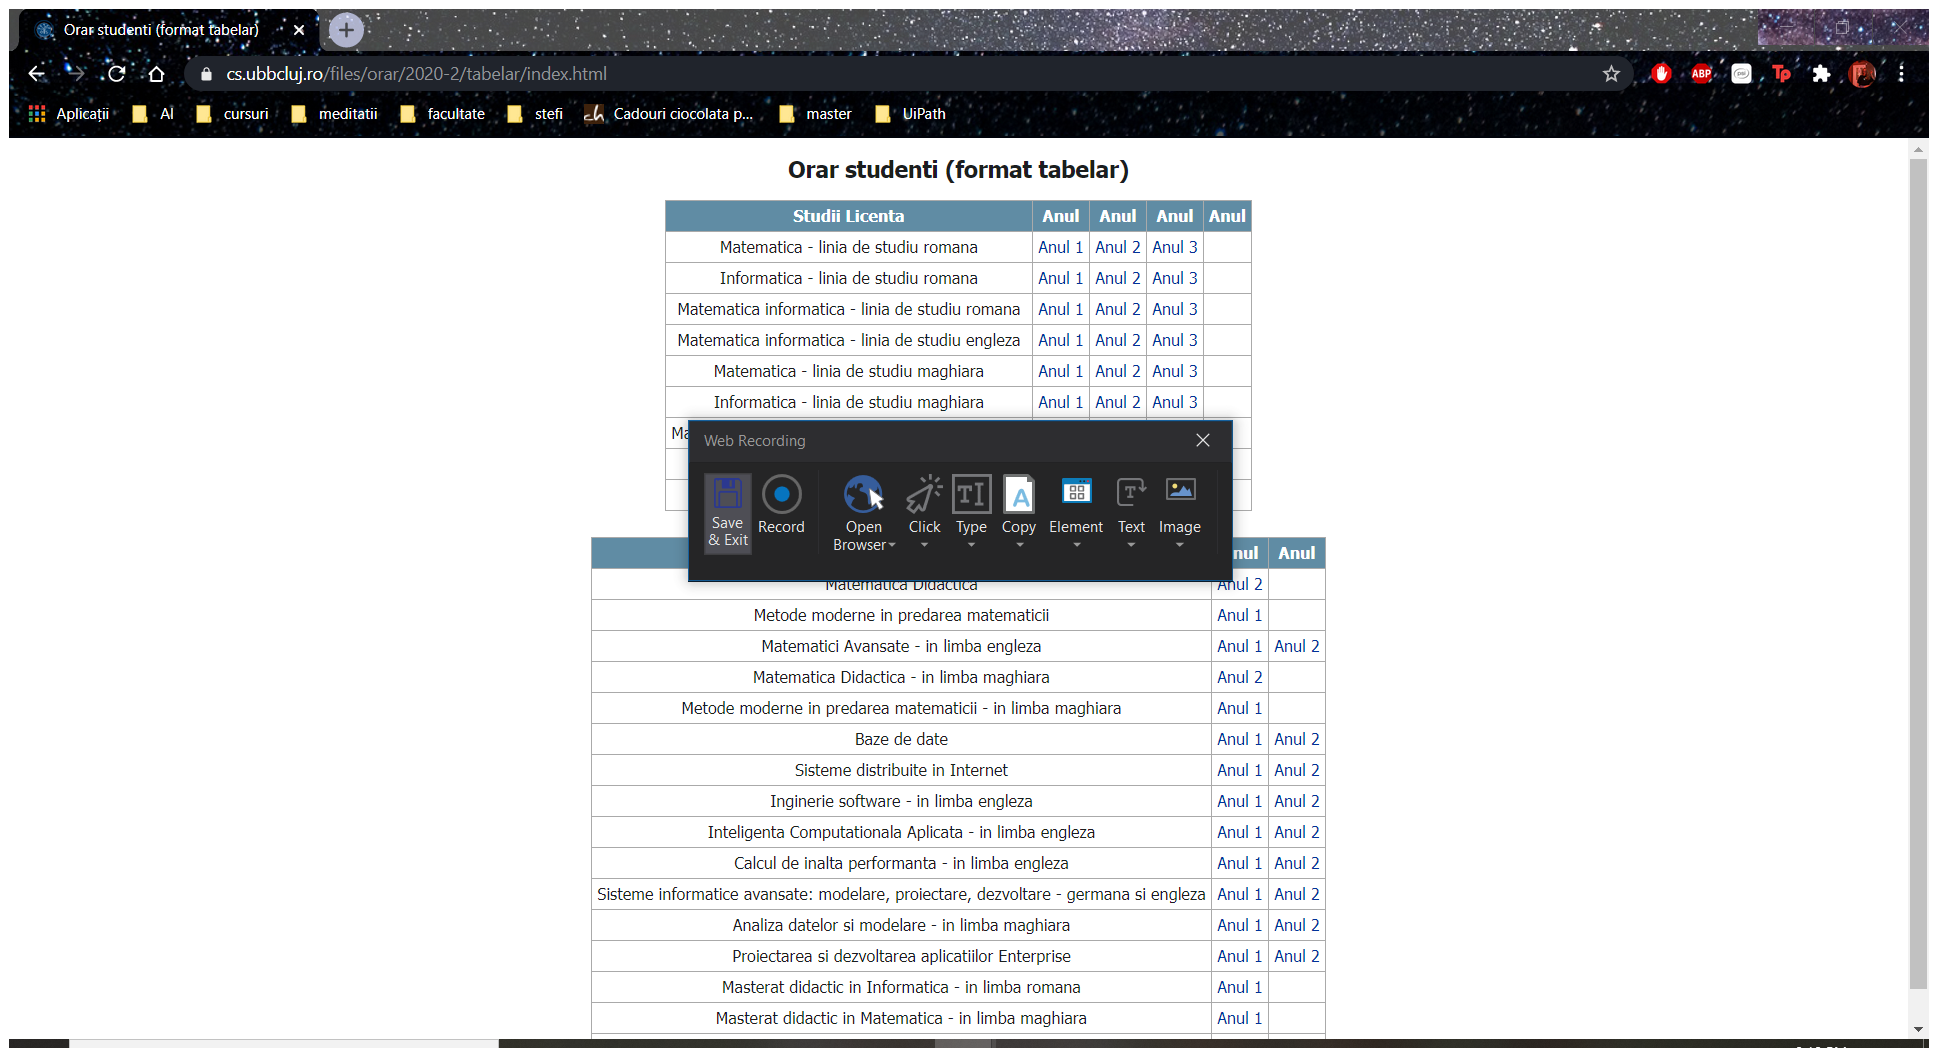 Orar studenti (format tabelar)
cs.ubbcluj.ro/files/orar/2020-2/tabelar/index.html
ABP
Tp
Aplicații AI cursuri meditatii facultate stefi Cadouri ciocolata p... master UiPath
Orar studenti (format tabelar)
Studii Licenta Anul Anul Anul Anul
Matematica - linia de studiu romana Anul 1 Anul 2 Anul 3
Informatica - linia de studiu romana Anul 1 Anul 2 Anul 3
Matematica informatica - linia de studiu romana Anul 1 Anul 2 Anul 3
Matematica informatica - linia de studiu engleza Anul 1 Anul 2 Anul 3
Matematica - linia de studiu maghiara Anul 1 Anul 2 Anul 3
Informatica - linia de studiu maghiara Anul 1 Anul 2 Anul 3
Web Recording
Save & Exit
Record
Open Browser
Click
Type
Copy
Element
Text
Image
Anul
Matematica Didactica Anul 2
Metode moderne in predarea matematicii Anul 1
Matematici Avansate - in limba engleza Anul 1 Anul 2
Matematica Didactica - in limba maghiara Anul 2
Metode moderne in predarea matematicii - in limba maghiara Anul 1
Baze de date Anul 1 Anul 2
Sisteme distribuite in Internet Anul 1 Anul 2
Inginerie software - in limba engleza Anul 1 Anul 2
Inteligenta Computationala Aplicata - in limba engleza Anul 1 Anul 2
Calcul de inalta performanta - in limba engleza Anul 1 Anul 2
Sisteme informatice avansate: modelare, proiectare, dezvoltare - germana si engleza Anul 1 Anul 2
Analiza datelor si modelare - in limba maghiara Anul 1 Anul 2
Proiectarea si dezvoltarea aplicatiilor Enterprise Anul 1 Anul 2
Masterat didactic in Informatica - in limba romana Anul 1
Masterat didactic in Matematica - in limba maghiara Anul 1